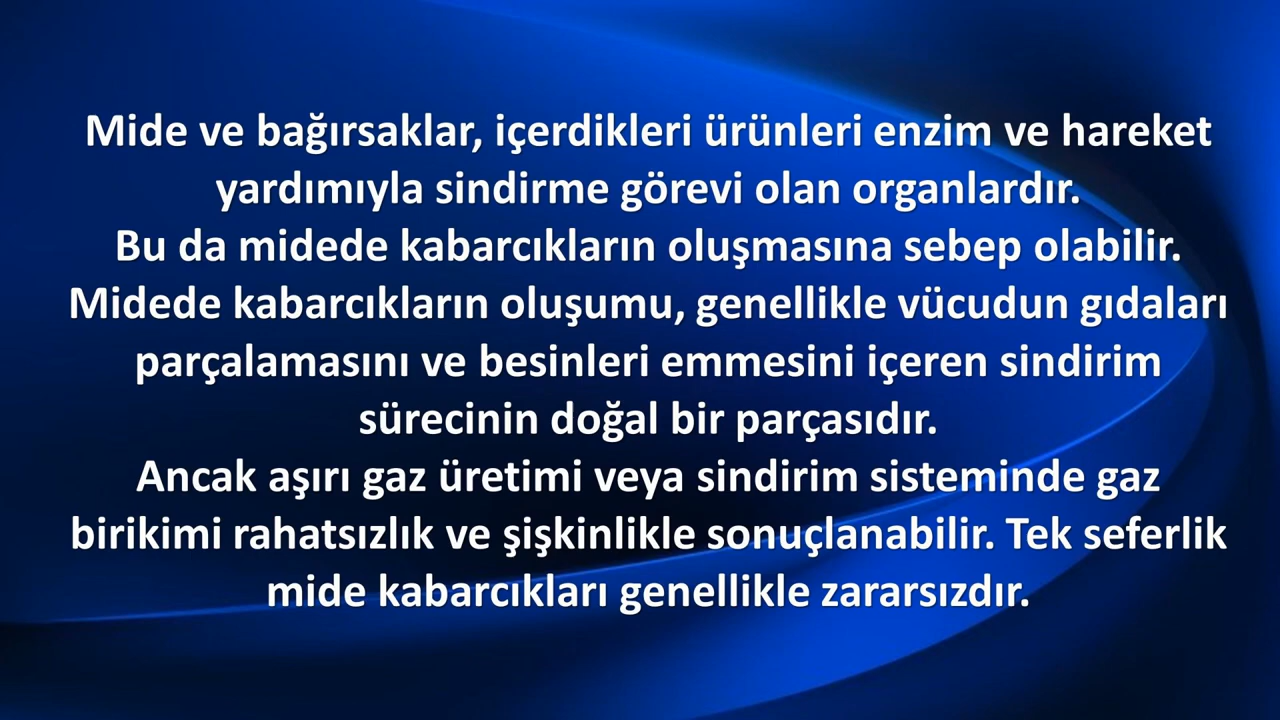 Mide ve bağırsaklar, içerdikleri ürünleri enzim ve hareket
yardımıyla sindirme görevi olan organlardır.
Bu da midede kabarcıkların oluşmasına sebep olabilir.
Midede kabarcıkların oluşumu, genellikle vücudun gıdaları
parçalamasını ve besinleri emmesini içeren sindirim
sürecinin doğal bir parçasıdır.
Ancak aşırı gaz üretimi veya sindirim sisteminde gaz
birikimi rahatsızlık ve şişkinlikle sonuçlanabilir. Tek seferlik
mide kabarcıkları genellikle zararsızdır.